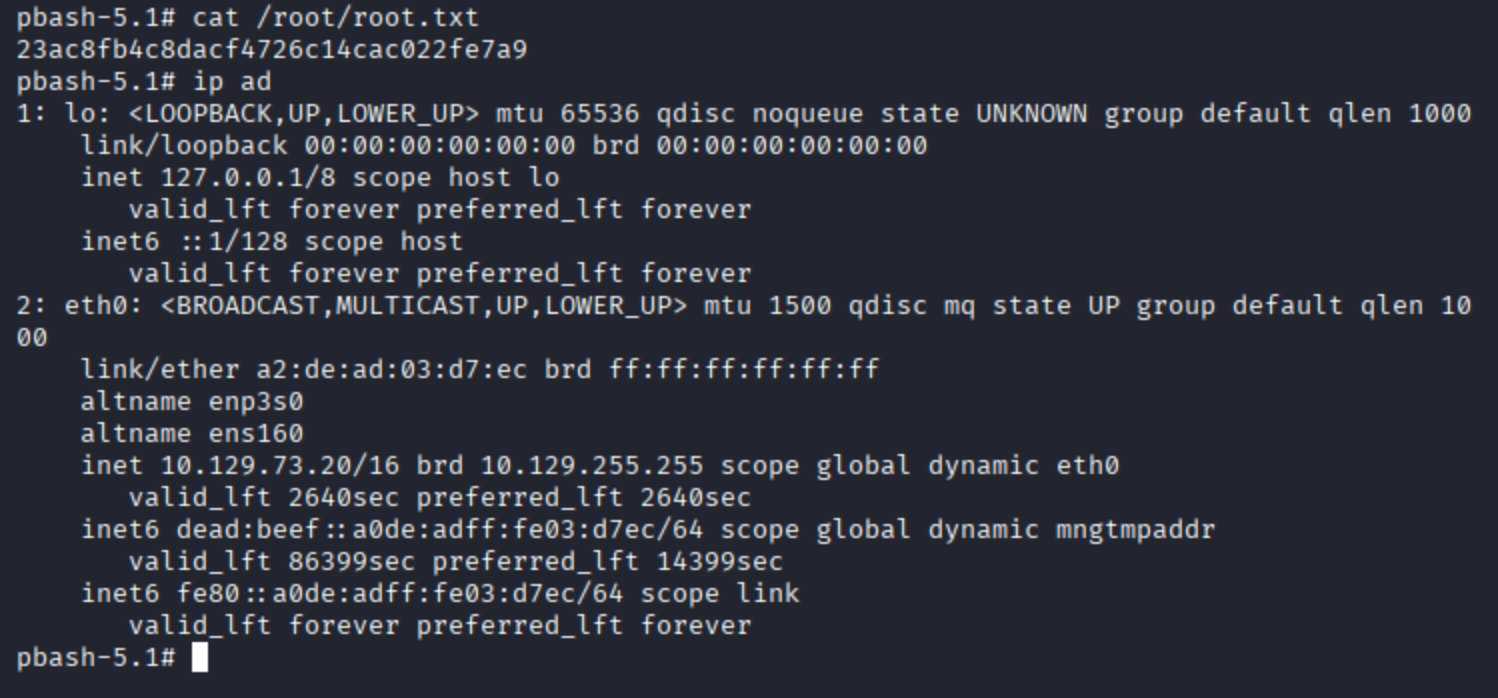 pbash-5.1# cat /root/root.txt
23ac8fb4c8dacf4726c14cac022fe7a9
pbash-5.1# ip ad
1: lo: <LOOPBACK,UP,LOWER_UP> mtu 65536 qdisc noqueue state UNKNOWN group default qlen 1000
    link/loopback 00:00:00:00:00:00 brd 00:00:00:00:00:00
    inet 127.0.0.1/8 scope host lo
       valid_lft forever preferred_lft forever
    inet6 ::1/128 scope host
       valid_lft forever preferred_lft forever
2: eth0: <BROADCAST,MULTICAST,UP,LOWER_UP> mtu 1500 qdisc mq state UP group default qlen 10
00
    link/ether a2:de:ad:03:d7:ec brd ff:ff:ff:ff:ff:ff
    altname enp3s0
    altname ens160
    inet 10.129.73.20/16 brd 10.129.255.255 scope global dynamic eth0
       valid_lft 2640sec preferred_lft 2640sec
    inet6 dead:beef::a0de:adff:fe03:d7ec/64 scope global dynamic mngtmpaddr
       valid_lft 86399sec preferred_lft 14399sec
    inet6 fe80::a0de:adff:fe03:d7ec/64 scope link
       valid_lft forever preferred_lft forever
pbash-5.1#